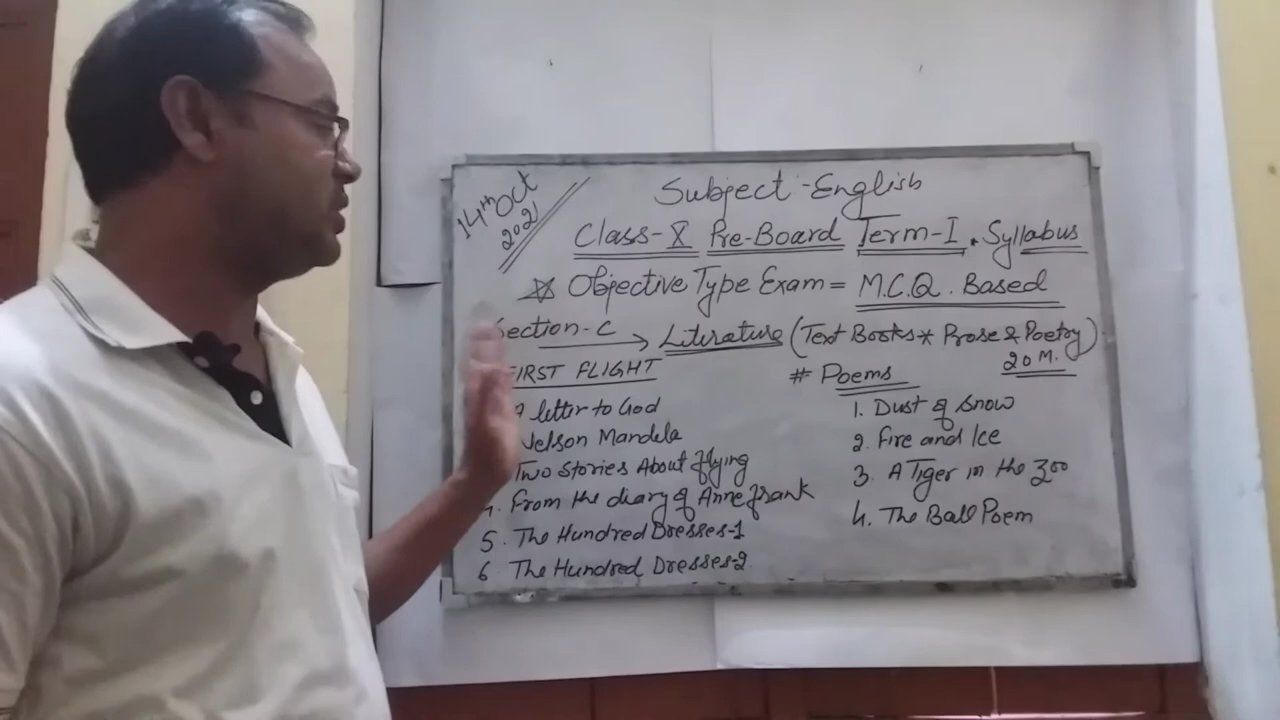 14th Oct
2021
Subject - English
Class-X Pre-Board Term-I . Syllabus
Objective Type Exam = M.C.Q. Based
Section-C → Literature (Text Books * Prose & Poetry)
20 M.
FIRST FLIGHT
A letter to God
Nelson Mandela
Two Stories About flying
4. From the diary of Anne frank
5. The Hundred Dresses-1
6 The Hundred Dresses-2
# Poems
1. Dust of snow
2. Fire and Ice
3. A Tiger in the Zoo
4. The Ball Poem